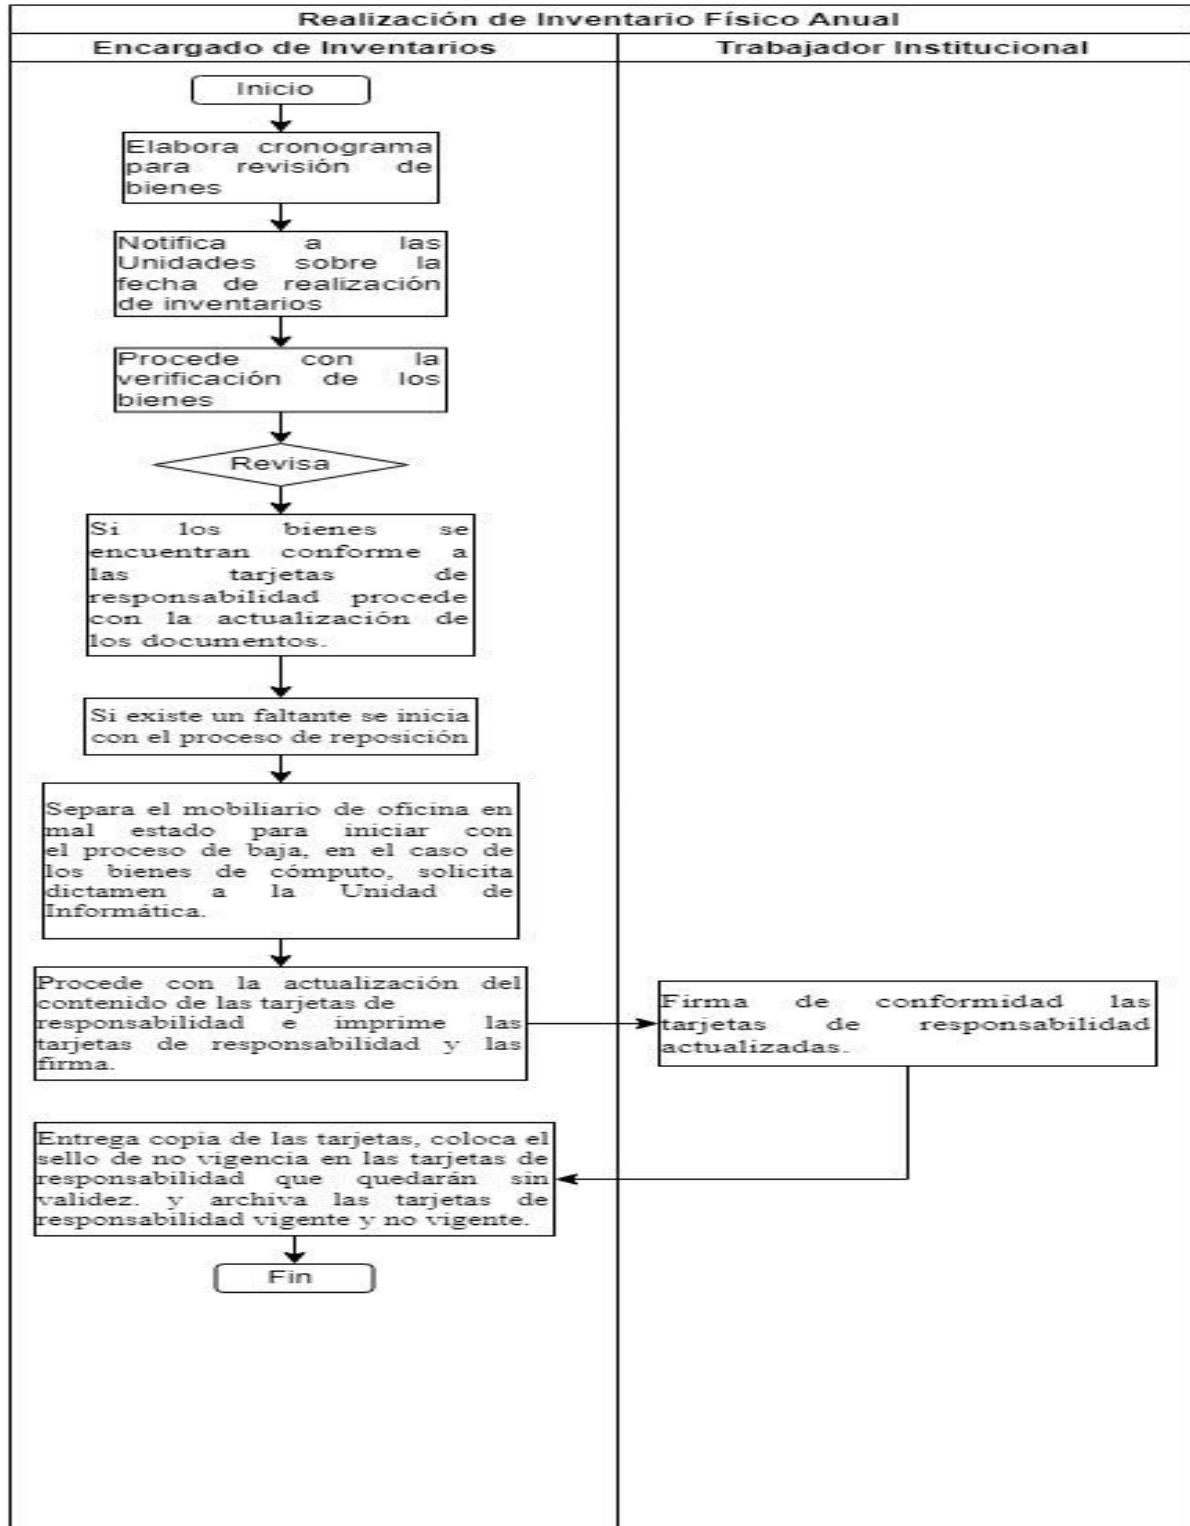 Realización de Inventario Físico Anual
Encargado de Inventarios
Trabajador Institucional
Inicio
Elabora cronograma
para revisión de
bienes
Notifica a las
Unidades sobre la
fecha de realización
de inventarios
Procede con la
verificación de los
bienes
Revisa
Si los bienes se
encuentran conforme a
las tarjetas de
responsabilidad procede
con la actualización de
los documentos.
Si existe un faltante se inicia
con el proceso de reposición
Separa el mobiliario de oficina en
mal estado para iniciar con
el proceso de baja, en el caso de
los bienes de cómputo, solicita
dictamen a la Unidad de
Informática.
Procede con la actualización del
contenido de las tarjetas de
responsabilidad e imprime las
tarjetas de responsabilidad y las
firma.
Firma de conformidad las
tarjetas de responsabilidad
actualizadas.
Entrega copia de las tarjetas, coloca el
sello de no vigencia en las tarjetas de
responsabilidad que quedarán sin
validez. y archiva las tarjetas de
responsabilidad vigente y no vigente.
Fin